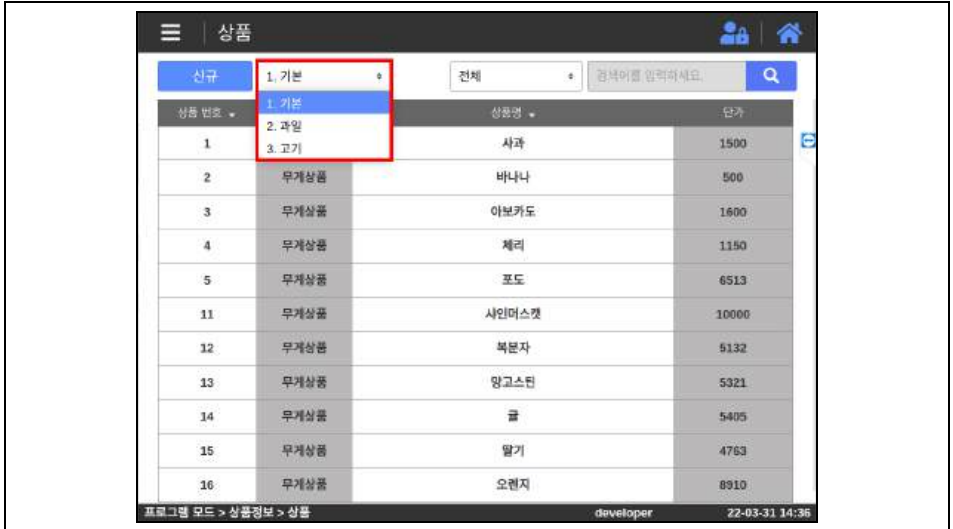 상품
신규 1. 기본 전체 검색어를 입력하세요.
1. 기본
2. 과일
3. 고기
상품 번호 상품명 단가
1 사과 1500
2 무게상품 바나나 500
3 무게상품 아보카도 1600
4 무게상품 체리 1150
5 무게상품 포도 6513
11 무게상품 샤인머스캣 10000
12 무게상품 복분자 5132
13 무게상품 망고스틴 5321
14 무게상품 귤 5405
15 무게상품 딸기 4763
16 무게상품 오렌지 8910
프로그램 모드 > 상품정보 > 상품 developer 22-03-31 14:36